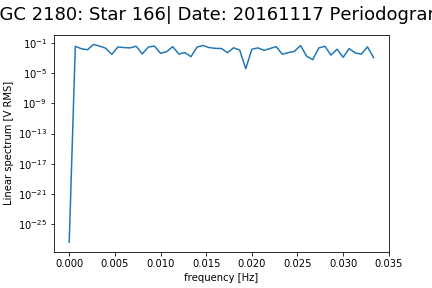 GC 2180: Star 166| Date: 20161117 Periodogram
10⁻¹
10⁻⁵
10⁻⁹
10⁻¹³
10⁻¹⁷
10⁻²¹
10⁻²⁵
Linear spectrum [V RMS]
0.000 0.005 0.010 0.015 0.020 0.025 0.030 0.035
frequency [Hz]